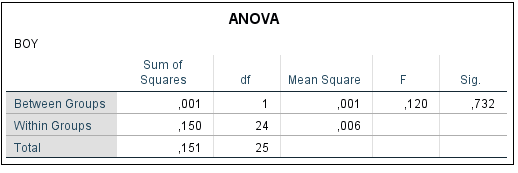 ANOVA
BOY
Sum of Squares df Mean Square F Sig.
Between Groups ,001 1 ,001 ,120 ,732
Within Groups ,150 24 ,006
Total ,151 25